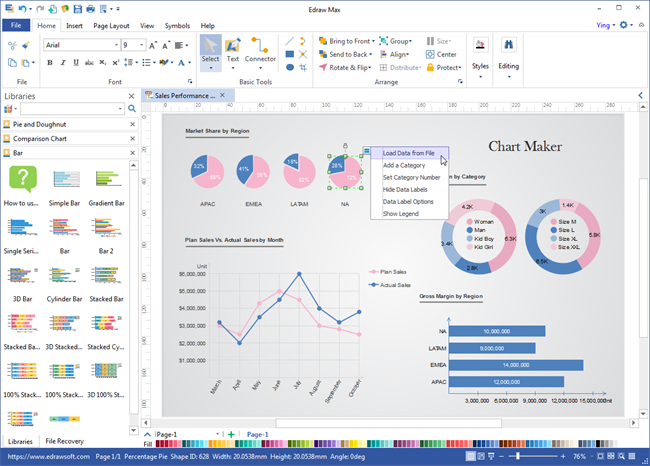 Edraw Max
File Home Insert Page Layout View Symbols Help
Ying
Arial 9
Select Text Connector
Bring to Front Group Size
Send to Back Align Center
Rotate & Flip Distribute Protect
Styles Editing
File Font Basic Tools Arrange
Libraries
Sales Performance ...
Pie and Doughnut
Comparison Chart
Bar
How to us... Simple Bar Gradient Bar
Single Seri... Bar Bar 2
3D Bar Cylinder Bar Stacked Bar
Stacked Ba... 3D Stacked... Stacked Cy...
100% Stack... 100% Stack... 3D 100% St...
Libraries File Recovery
Market Share by Region
32% 41% 18% 28%
68% 59% 82% 72%
APAC EMEA LATAM NA
Load Data from File
Add a Category
Set Category Number
Hide Data Labels
Data Label Options
Show Legend
Chart Maker
n by Category
4.2K
3.4K
2.8K
6.3K
Woman
Man
Kid Boy
Kid Girl
3K
1.4K
6.5K
5.8K
Size M
Size L
Size XL
Size XXL
Plan Sales Vs. Actual Sales by Month
Unit
$6,000,000
$5,000,000
$4,000,000
$3,000,000
$2,000,000
$1,000,000
March April May June July August September October
Plan Sales
Actual Sales
Gross Margin by Region
NA 10,000,000
LATAM 9,000,000
EMEA 14,000,000
APAC 12,000,000
3,000,000 6,000,000 9,000,000 12,000,000 15,000,000
Page-1 Page-1
Fill
https://www.edrawsoft.com Page 1/1 Percentage Pie Shape ID: 628 Width: 20.0538mm Height: 20.0538mm Angle: 0deg 76%